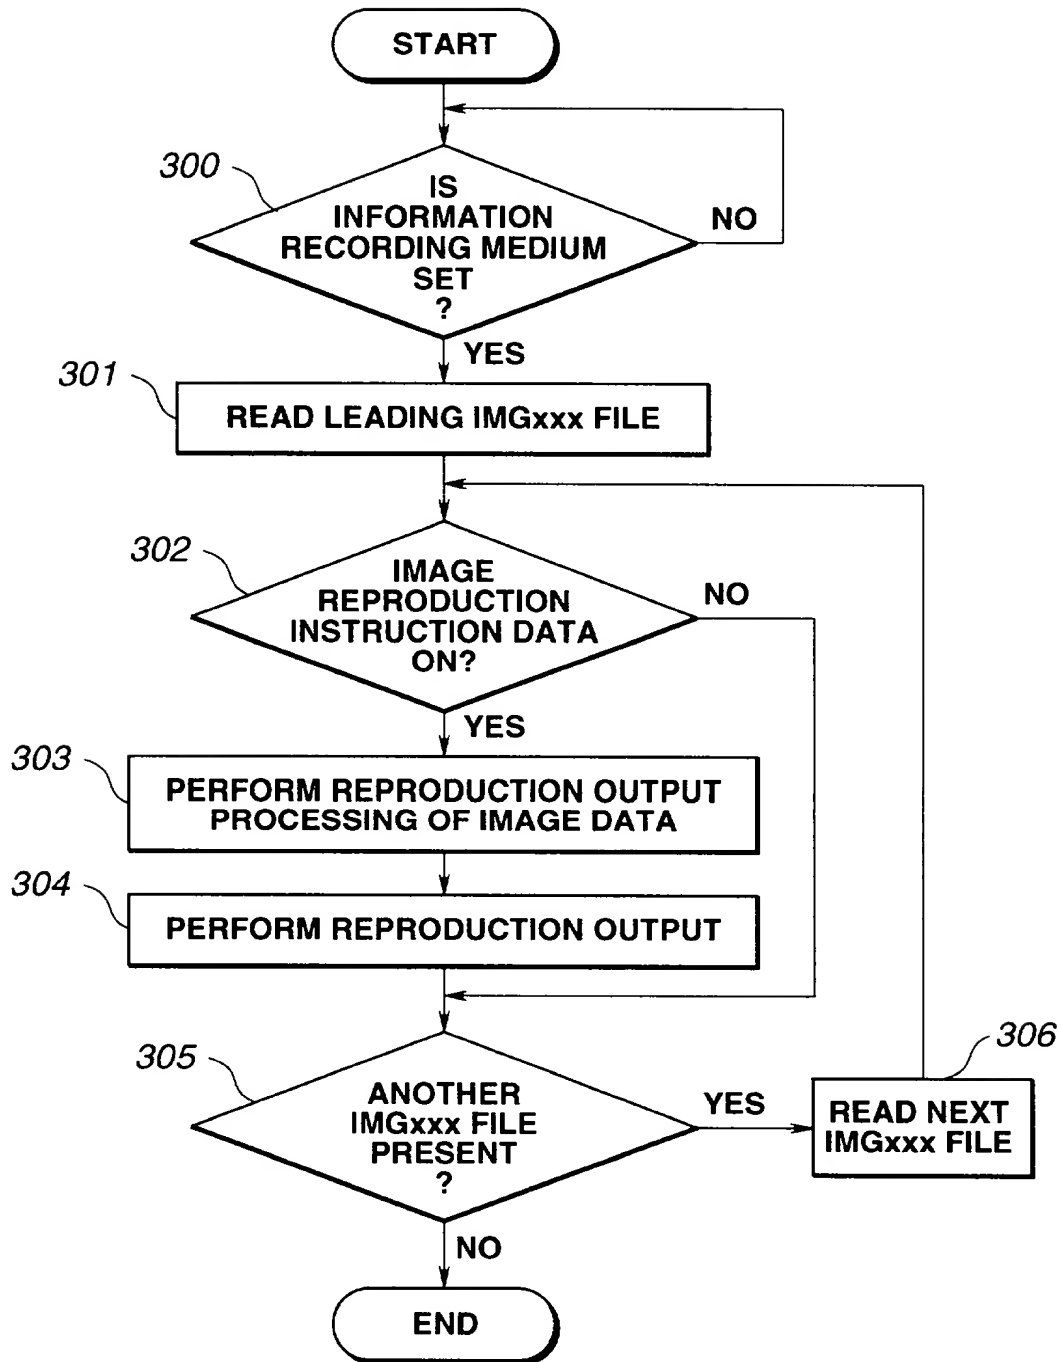 START
300
IS
INFORMATION
RECORDING MEDIUM
SET
?
NO
YES
301
READ LEADING IMGxxx FILE
302
IMAGE
REPRODUCTION
INSTRUCTION DATA
ON?
NO
YES
303
PERFORM REPRODUCTION OUTPUT
PROCESSING OF IMAGE DATA
304
PERFORM REPRODUCTION OUTPUT
305
ANOTHER
IMGxxx FILE
PRESENT
?
YES
306
READ NEXT
IMGxxx FILE
NO
END